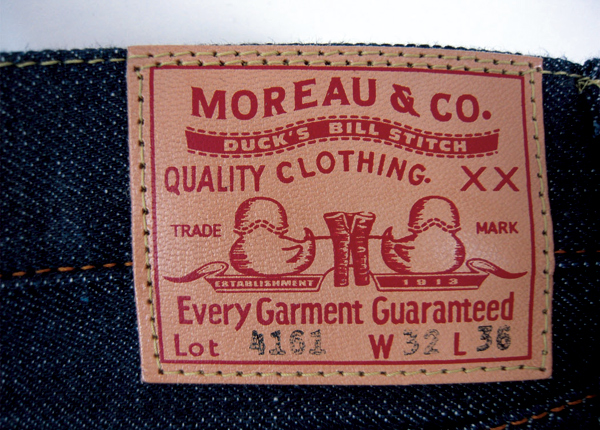 MOREAU & CO.
DUCK'S BILL STITCH
QUALITY CLOTHING. XX
TRADE MARK
ESTABLISHMENT 1913
Every Garment Guaranteed
Lot 4161 W 32 L 36